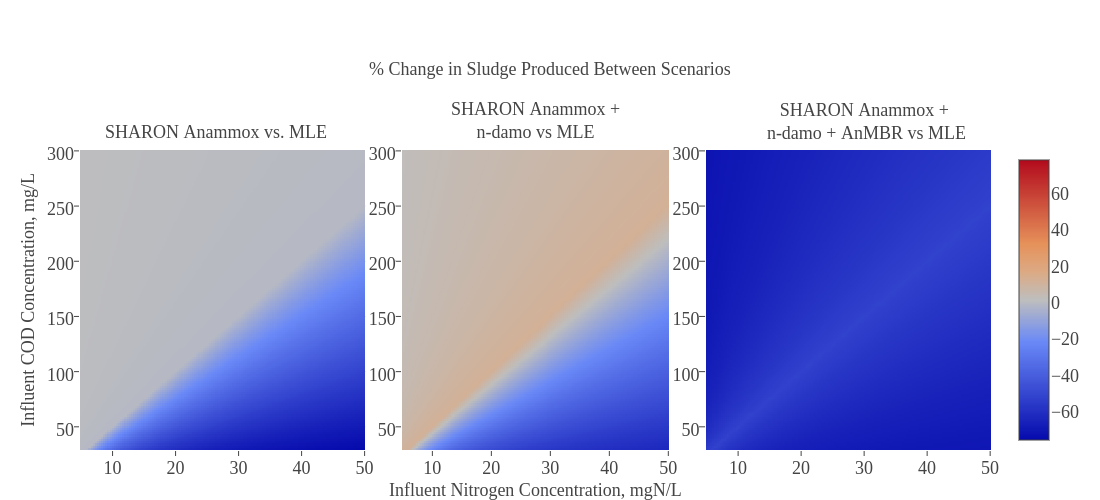 % Change in Sludge Produced Between Scenarios
SHARON Anammox vs. MLE
SHARON Anammox +
n-damo vs MLE
SHARON Anammox +
n-damo + AnMBR vs MLE
Influent COD Concentration, mg/L
300
250
200
150
100
50
10 20 30 40 50
300
250
200
150
100
50
10 20 30 40 50
300
250
200
150
100
50
10 20 30 40 50
60
40
20
0
−20
−40
−60
Influent Nitrogen Concentration, mgN/L